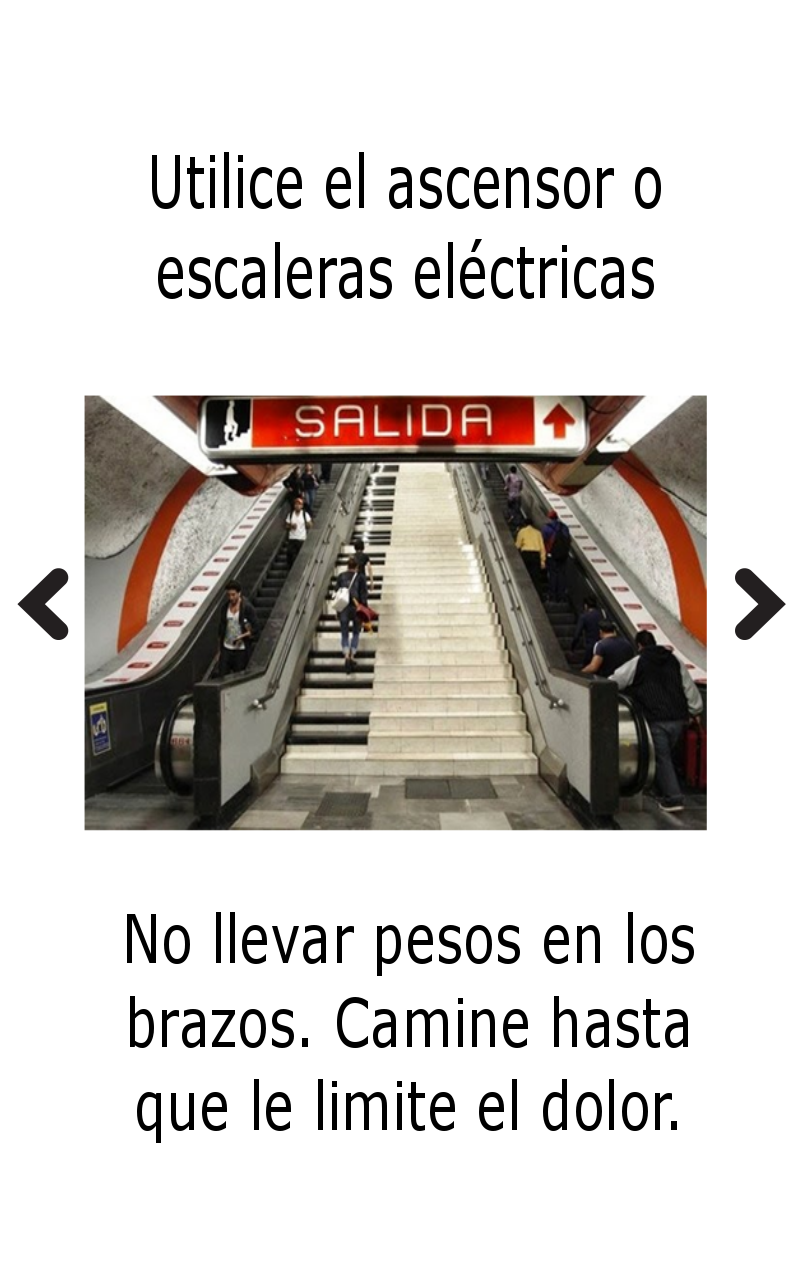 Utilice el ascensor o
escaleras eléctricas
SALIDA
No llevar pesos en los
brazos. Camine hasta
que le limite el dolor.